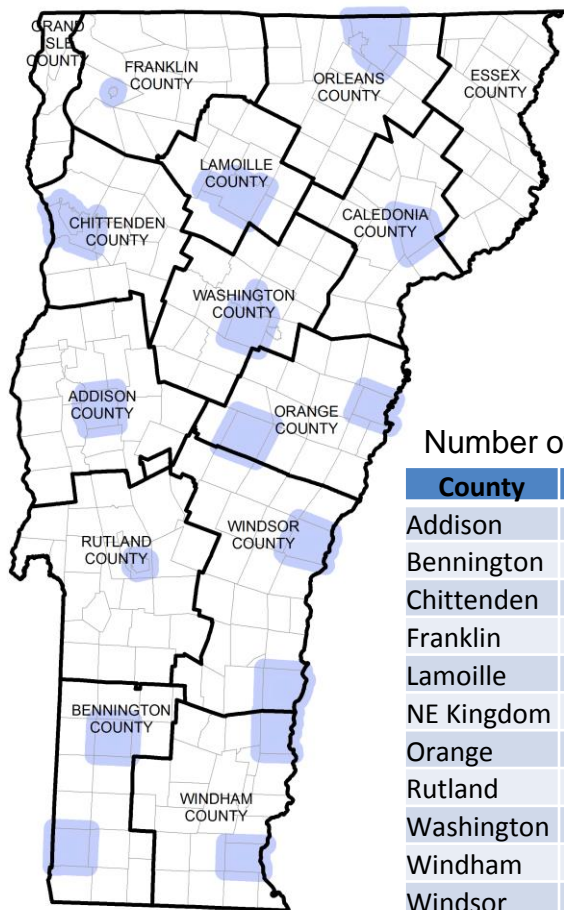 GRAND
ISLE
COUNTY
FRANKLIN
COUNTY
ORLEANS
COUNTY
ESSEX
COUNTY
LAMOILLE
COUNTY
CALEDONIA
COUNTY
CHITTENDEN
COUNTY
WASHINGTON
COUNTY
ADDISON
COUNTY
ORANGE
COUNTY
Number o
County
Addison
Bennington
Chittenden
Franklin
Lamoille
NE Kingdom
Orange
Rutland
Washington
Windham
Windsor
RUTLAND
COUNTY
WINDSOR
COUNTY
BENNINGTON
COUNTY
WINDHAM
COUNTY